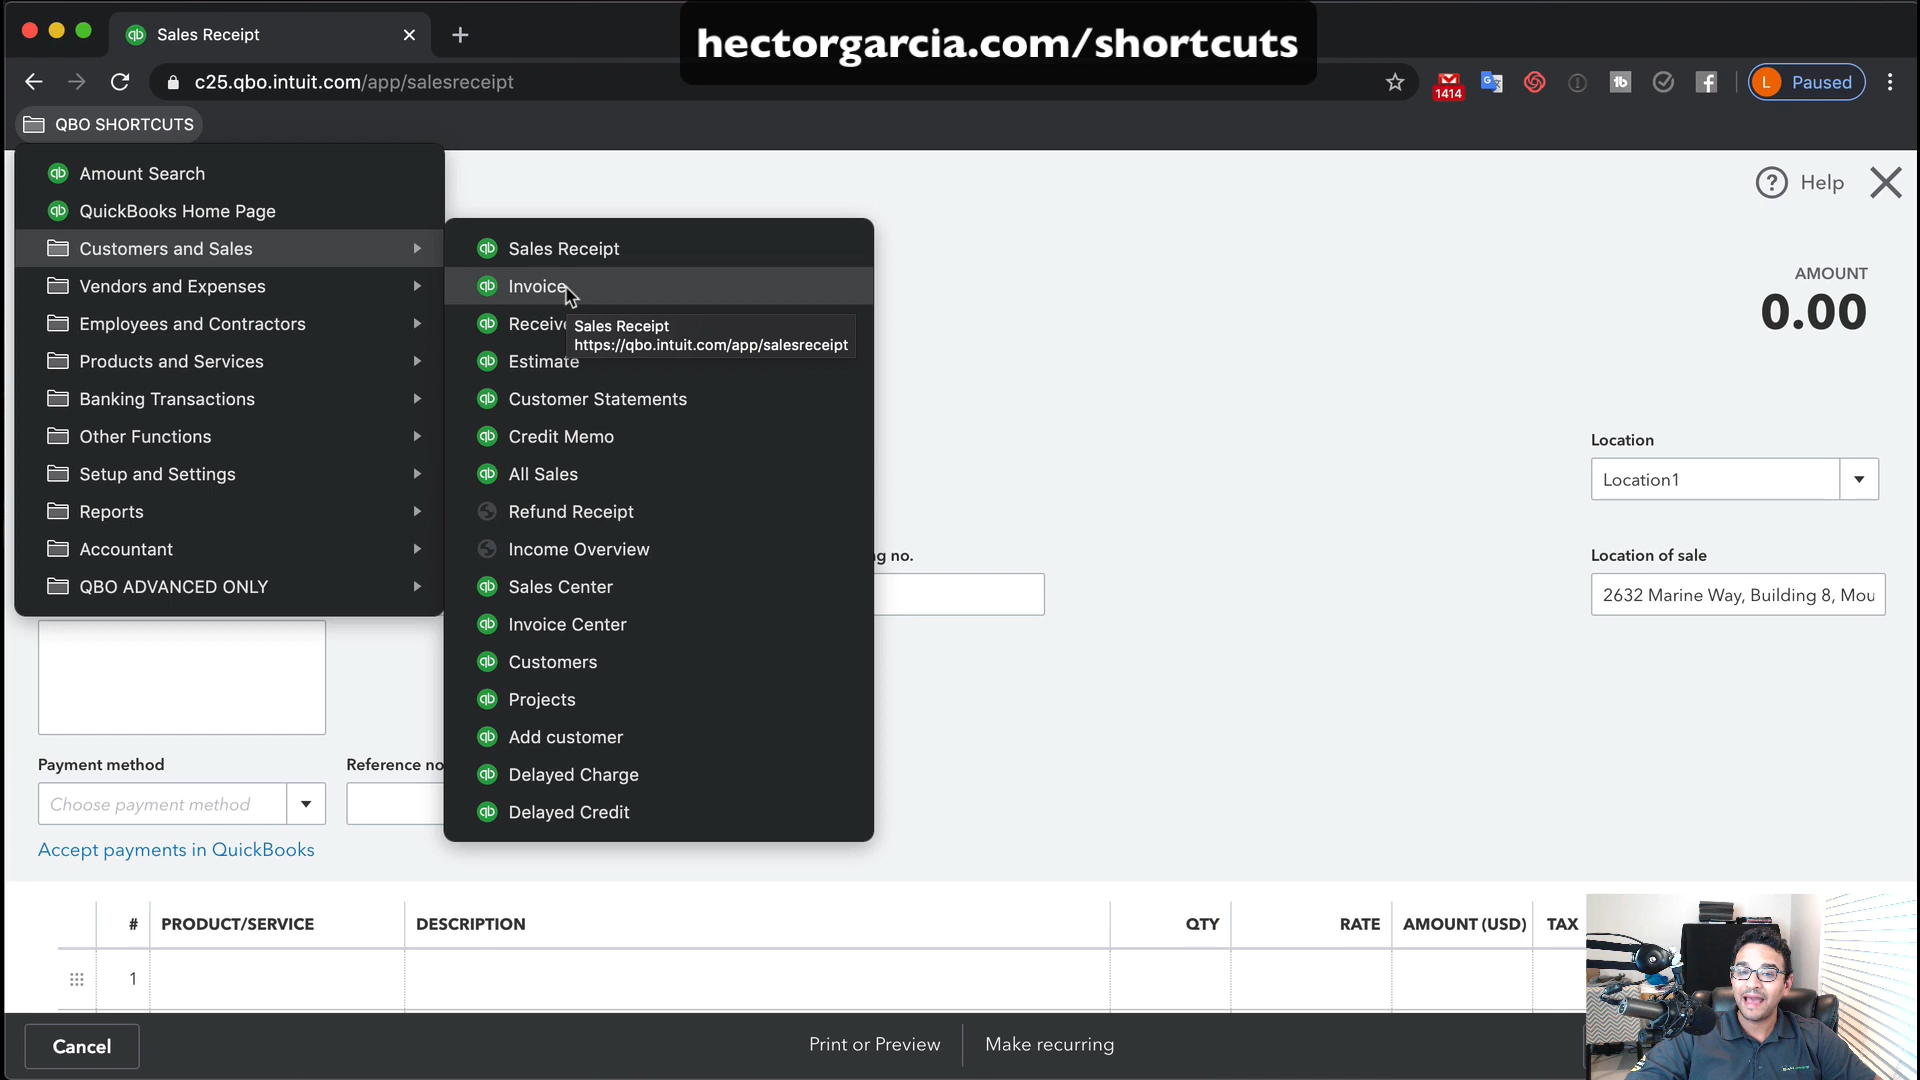 Sales Receipt
hectorgarcia.com/shortcuts
c25.qbo.intuit.com/app/salesreceipt
1414
L Paused
QBO SHORTCUTS
Amount Search
QuickBooks Home Page
Customers and Sales
Vendors and Expenses
Employees and Contractors
Products and Services
Banking Transactions
Other Functions
Setup and Settings
Reports
Accountant
QBO ADVANCED ONLY
Sales Receipt
Invoice
Receive
Sales Receipt
https://qbo.intuit.com/app/salesreceipt
Estimate
Customer Statements
Credit Memo
All Sales
Refund Receipt
Income Overview
Sales Center
Invoice Center
Customers
Projects
Add customer
Delayed Charge
Delayed Credit
Help
AMOUNT
0.00
Location
Location1
g no.
Location of sale
2632 Marine Way, Building 8, Mou
Payment method
Reference no
Choose payment method
Accept payments in QuickBooks
# PRODUCT/SERVICE DESCRIPTION QTY RATE AMOUNT (USD) TAX
1
Cancel
Print or Preview
Make recurring